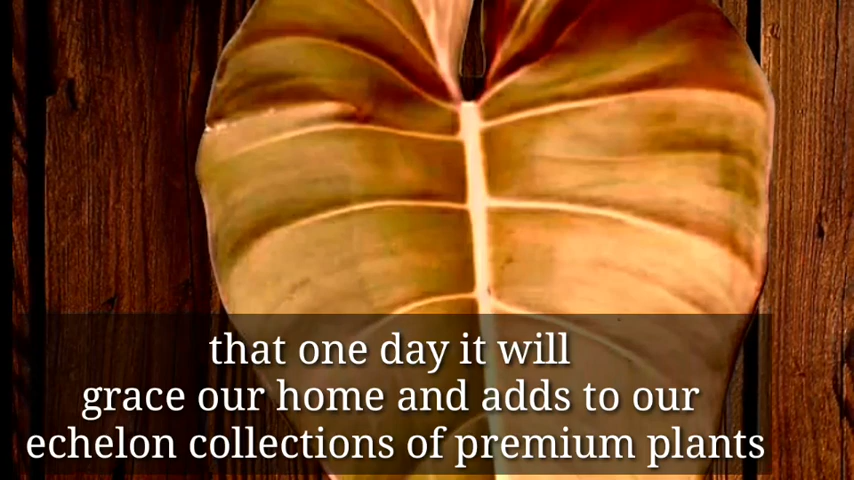 that one day it will
grace our home and adds to our
echelon collections of premium plants